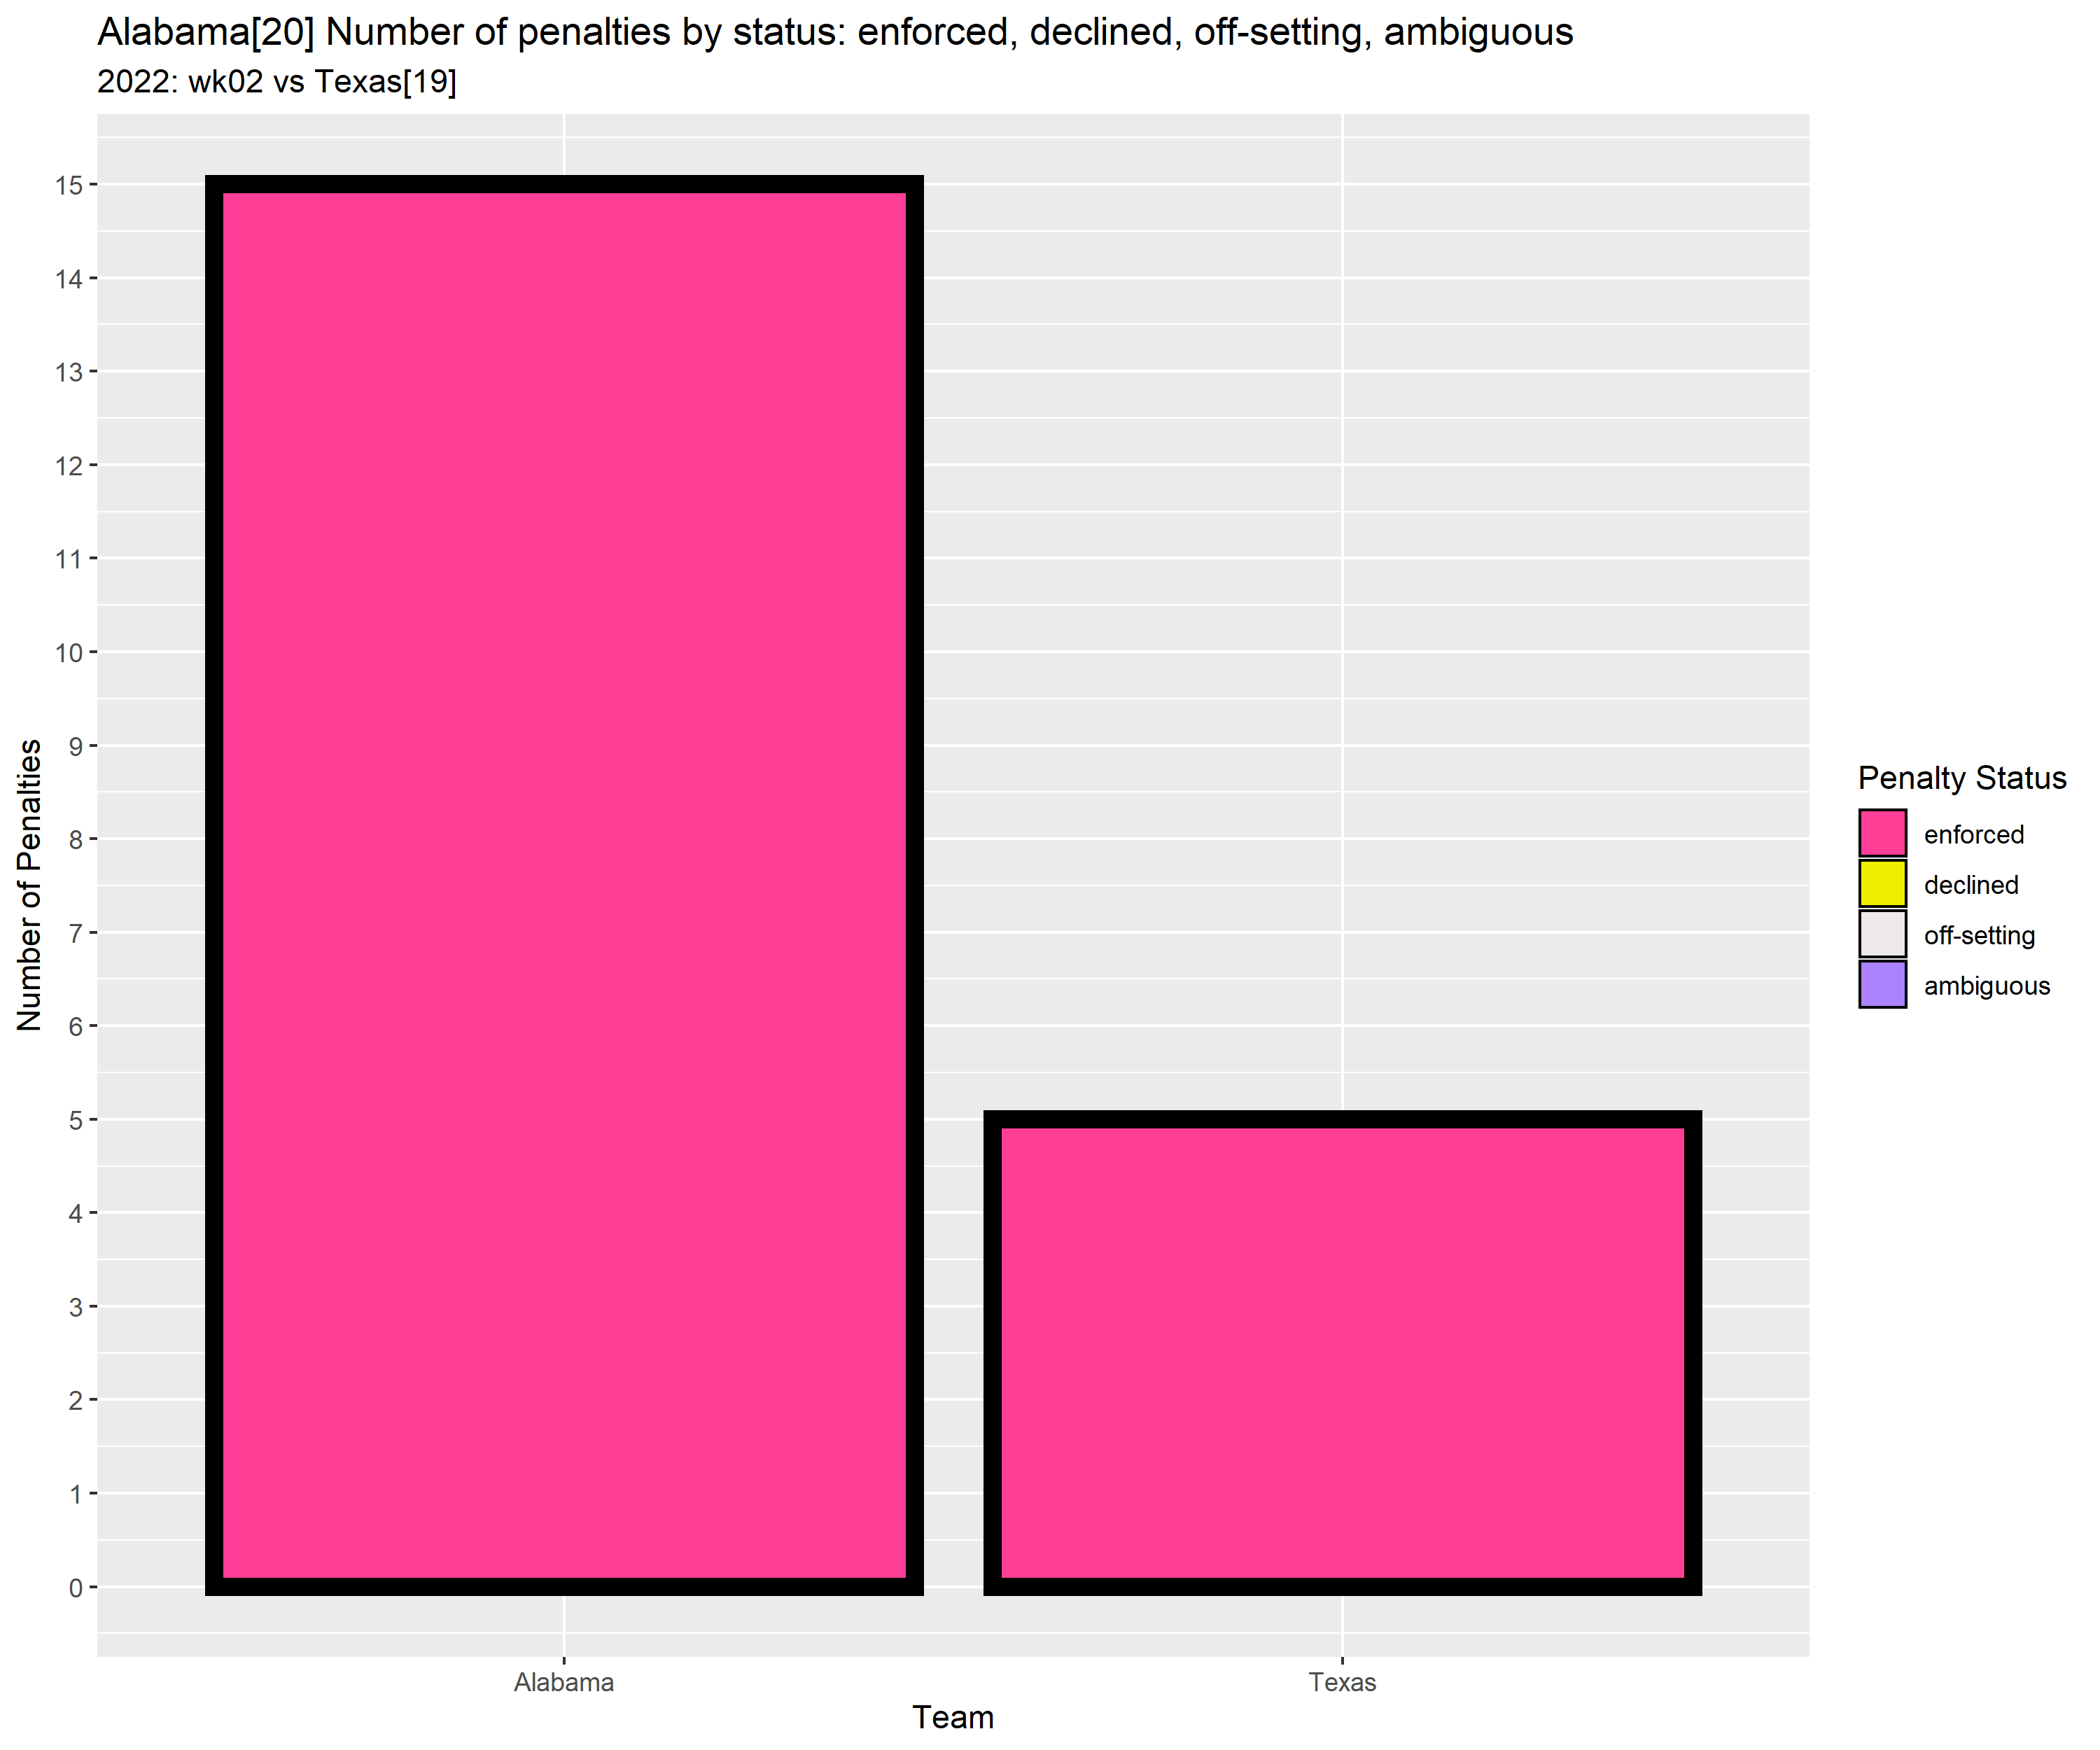 Alabama[20] Number of penalties by status: enforced, declined, off-setting, ambiguous
2022: wk02 vs Texas[19]
Number of Penalties
15
14
13
12
11
10
9
8
7
6
5
4
3
2
1
0
Alabama
Texas
Team
Penalty Status
enforced
declined
off-setting
ambiguous